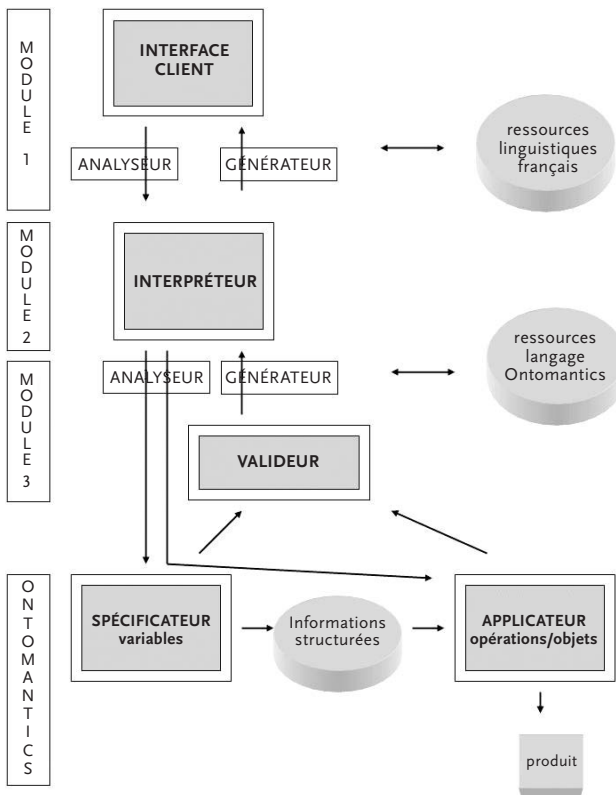 MODULE 1
INTERFACE
CLIENT
ANALYSEUR
GÉNÉRATEUR
ressources
linguistiques
français
MODULE 2
INTERPRÉTEUR
MODULE 3
ANALYSEUR
GÉNÉRATEUR
ressources
langage
Ontomantics
VALIDEUR
ONTOMANTICS
SPÉCIFICATEUR
variables
Informations
structurées
APPLICATEUR
opérations/objets
produit